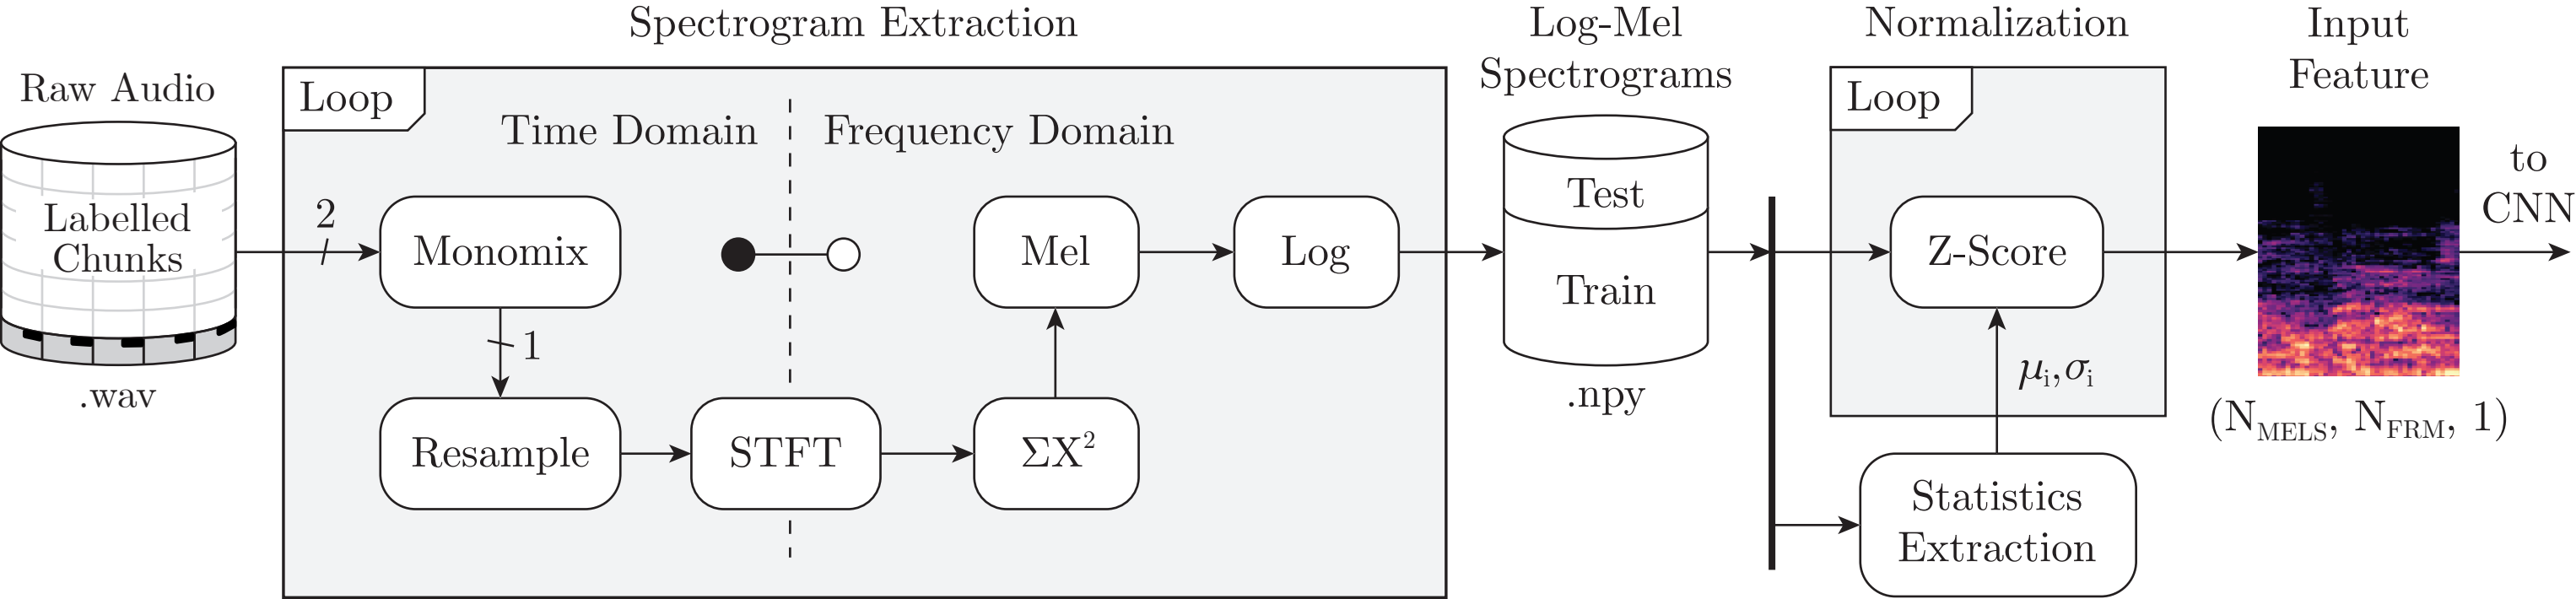 Spectrogram Extraction
Log-Mel
Spectrograms
Normalization
Input
Feature
Raw Audio
Labelled
Chunks
.wav
Loop
Time Domain
Frequency Domain
2
Monomix
1
Resample
STFT
ΣX²
Mel
Log
Test
Train
.npy
Loop
Z-Score
μᵢ,σᵢ
Statistics
Extraction
(N_MELS, N_FRM, 1)
to
CNN